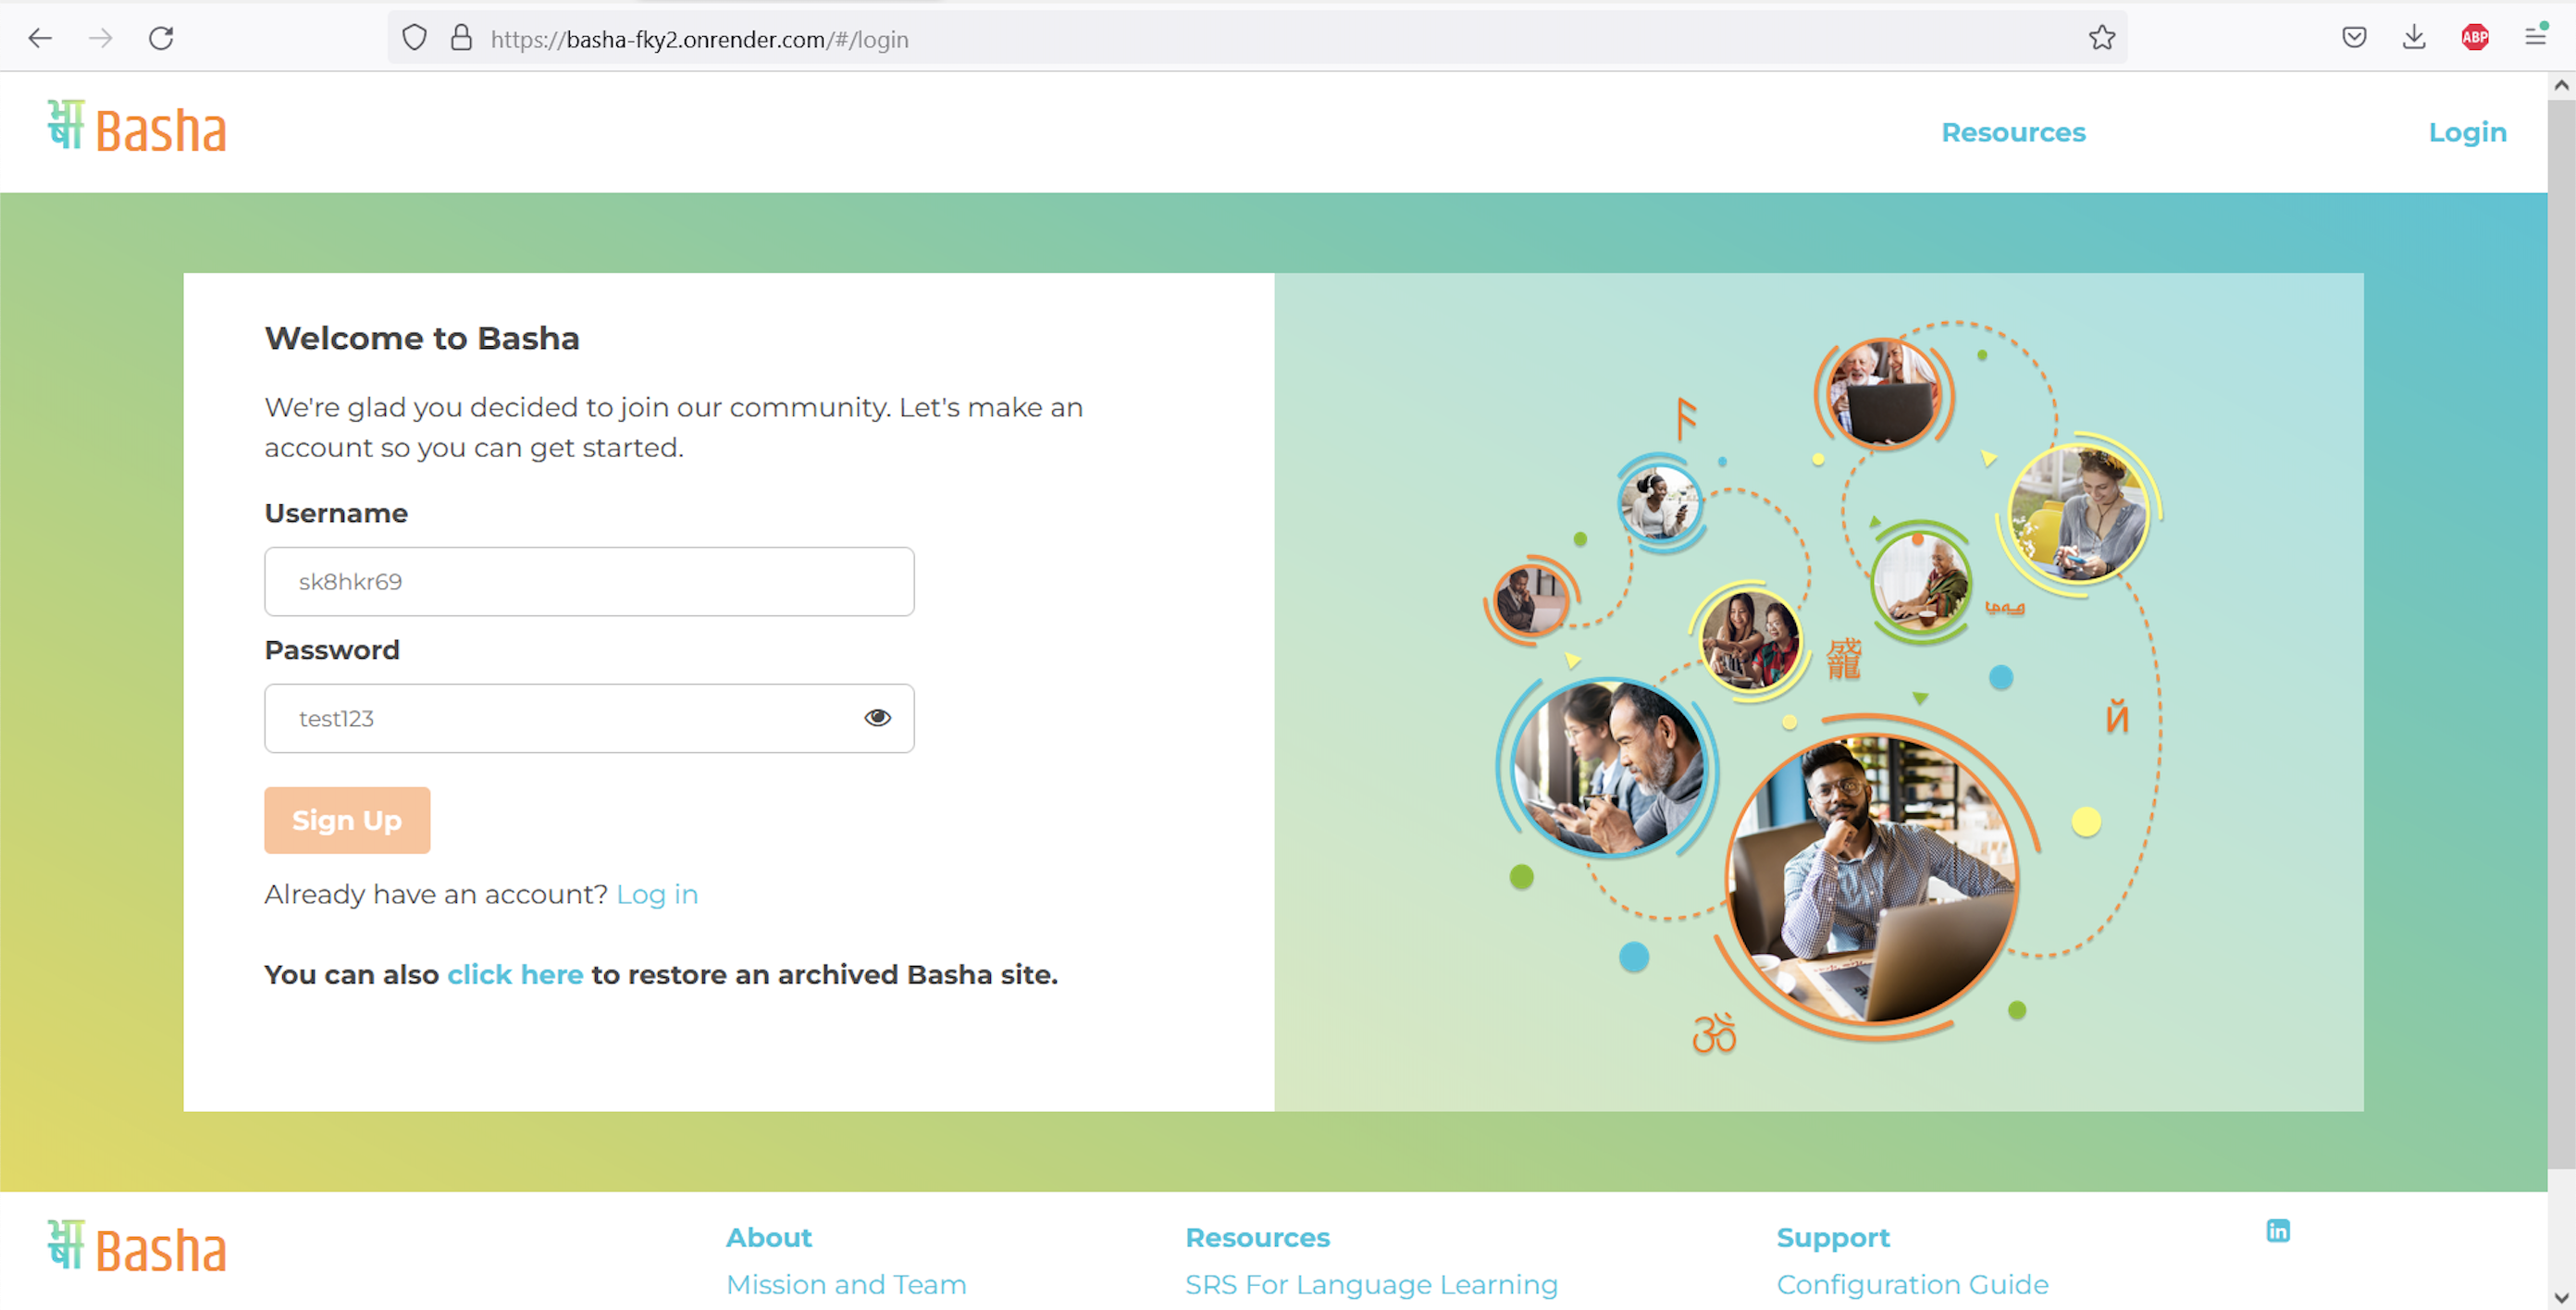 https://basha-fky2.onrender.com/#/login
ABP
भाषा Basha
Resources
Login
Welcome to Basha
We're glad you decided to join our community. Let's make an
account so you can get started.
Username
sk8hkr69
Password
test123
Sign Up
Already have an account? Log in
You can also click here to restore an archived Basha site.
盛
龍
й
ॐ
भाषा Basha
About
Resources
Support
in
Mission and Team
SRS For Language Learning
Configuration Guide